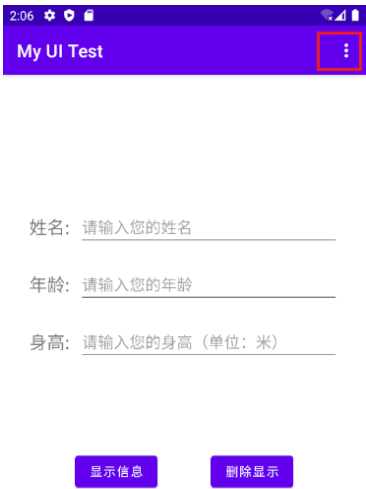 2:06
My UI Test
姓名: 请输入您的姓名
年龄: 请输入您的年龄
身高: 请输入您的身高（单位：米）
显示信息 删除显示